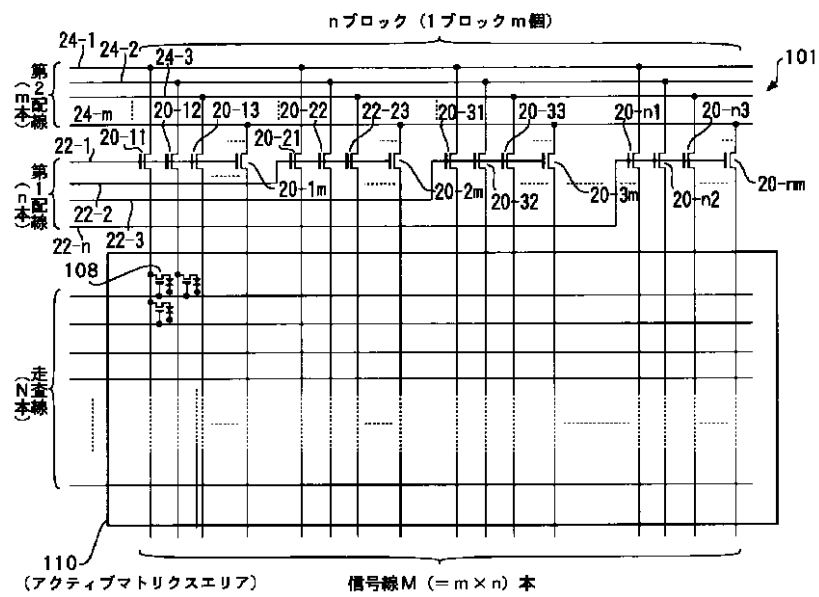 nブロック(1ブロックm個)
24-1
24-2
24-3
24-m
第2配線(m本)
101
20-11
20-12
20-13
20-21
20-22
22-23
20-31
20-33
20-n1
20-n3
22-1
第1配線(n本)
20-1m
20-2m
20-32
20-3m
20-n2
20-nm
22-2
22-3
22-n
108
走査線(N本)
110
(アクティブマトリクスエリア)
信号線M(=m×n)本